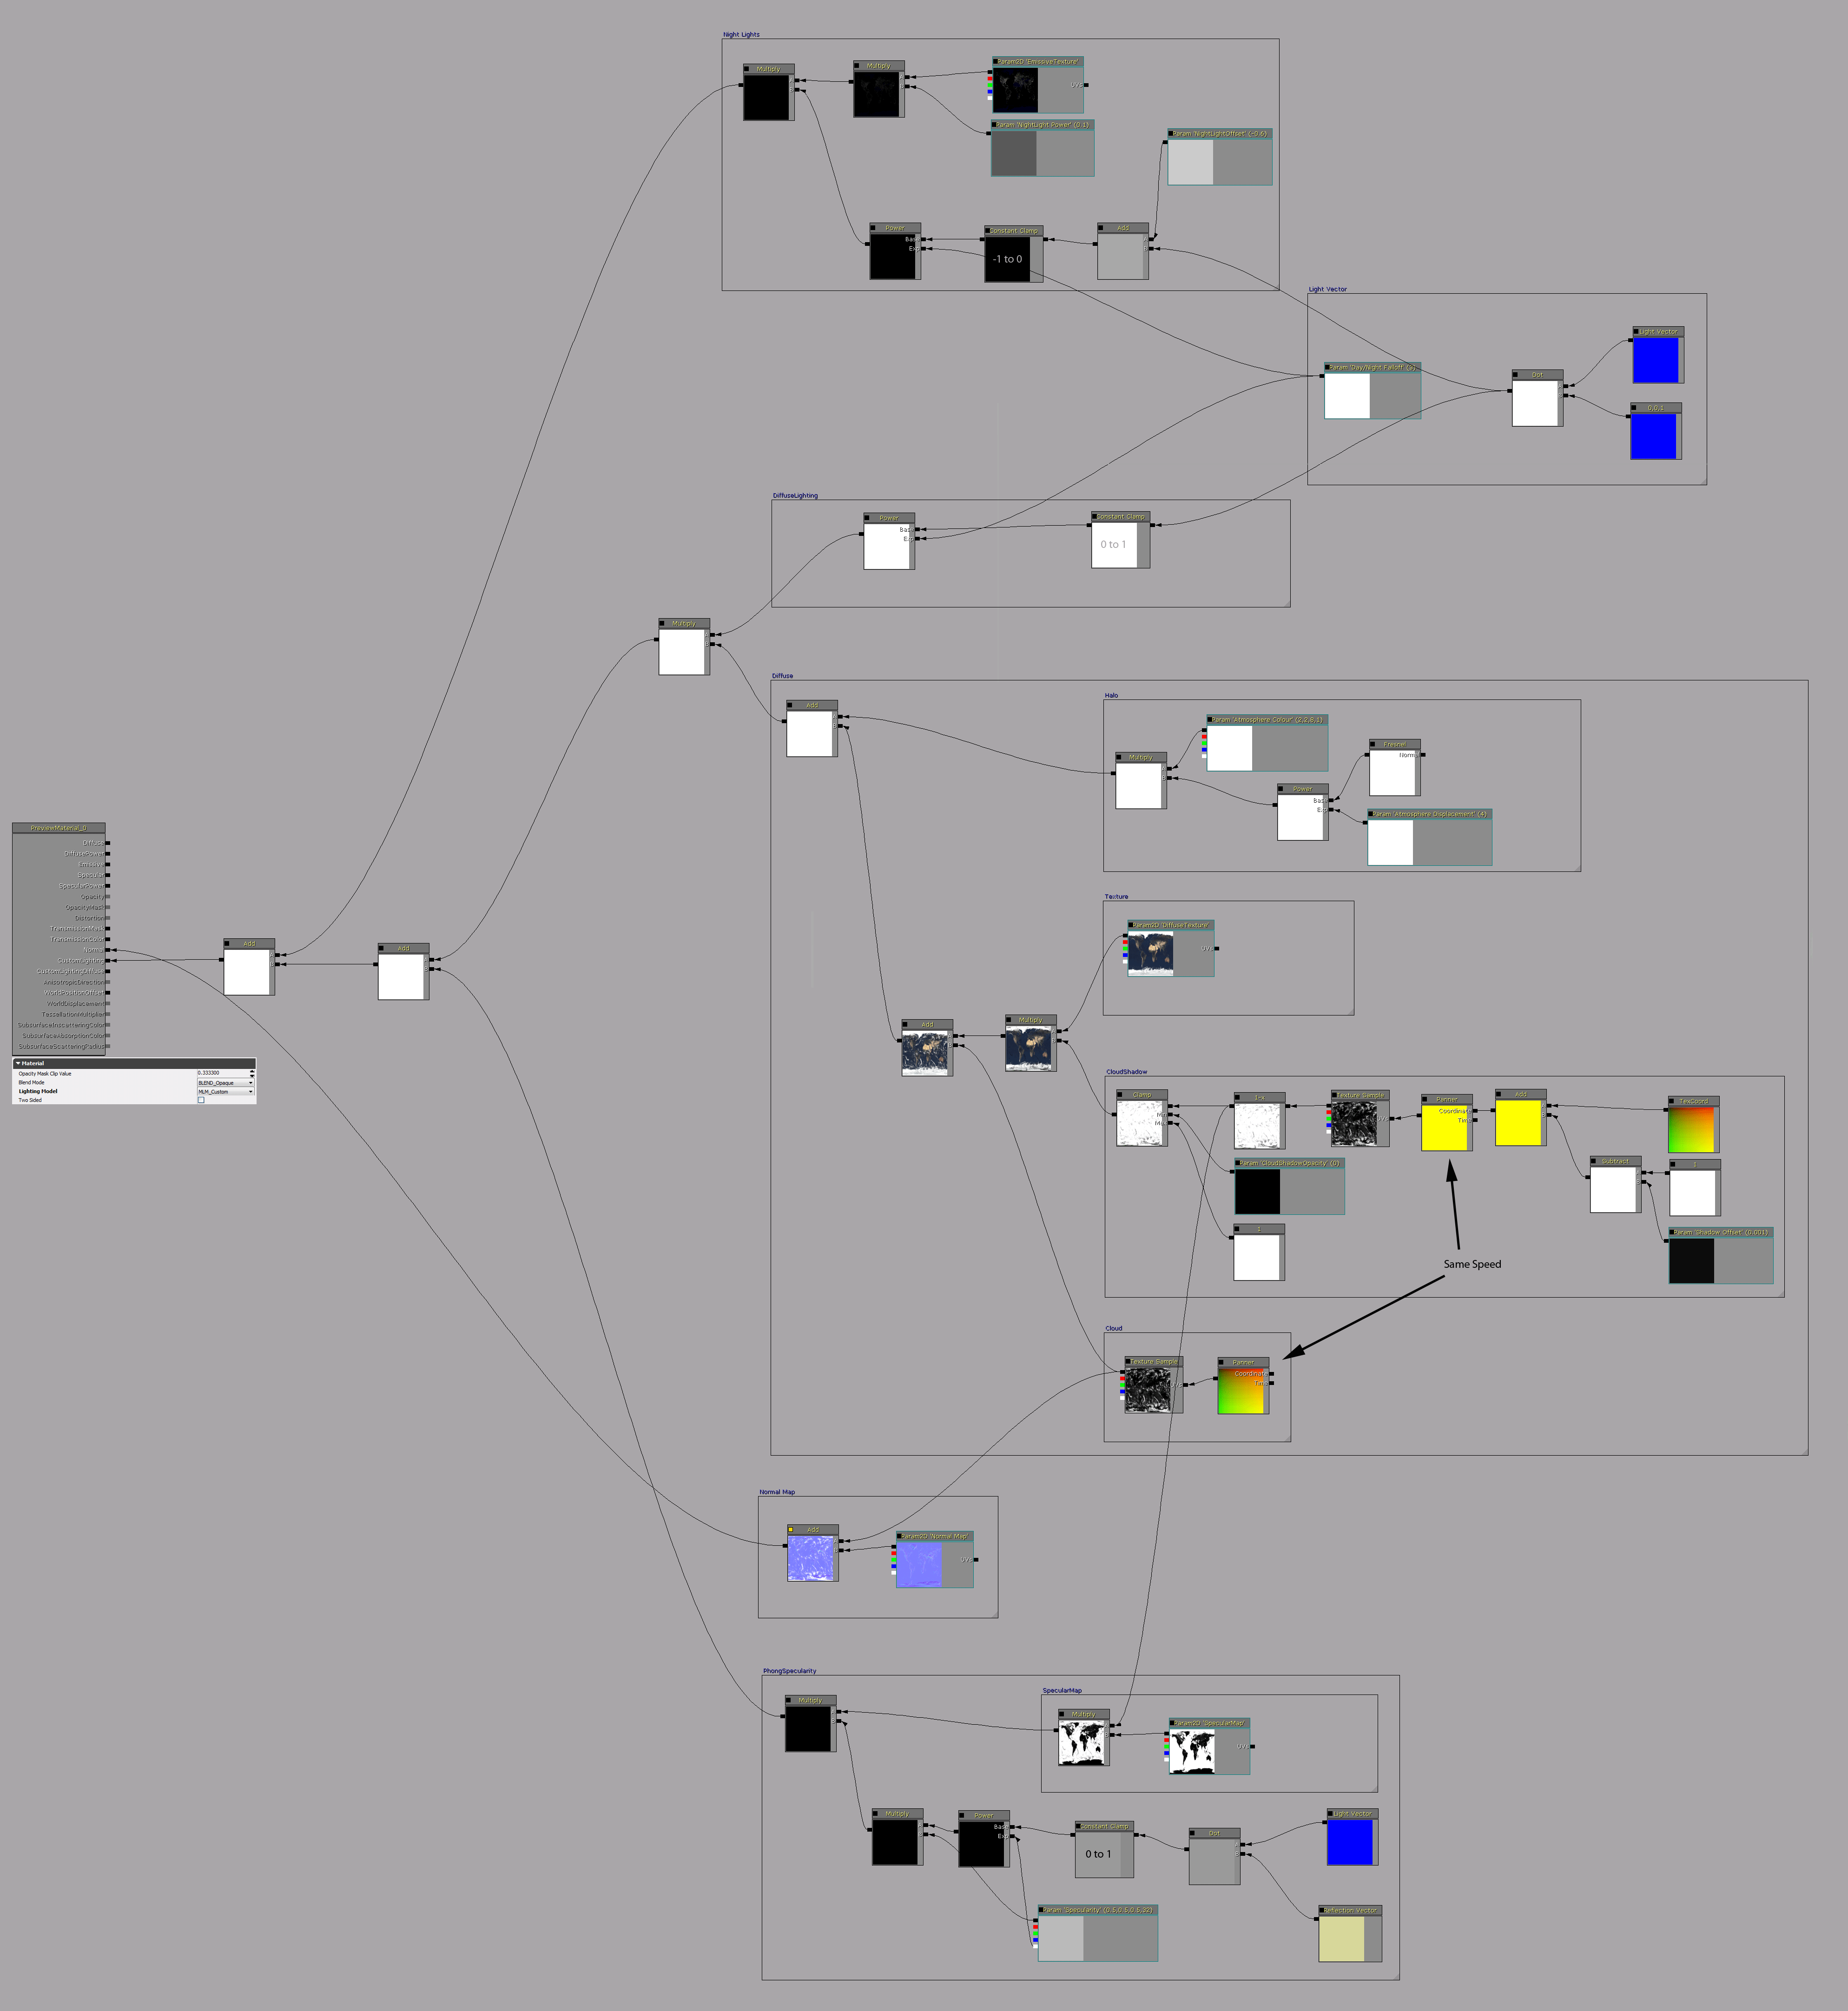 Night Lights
Multiply
Multiply
Param2D 'EmissiveTexture'
UVs
Param 'NightLight Power' (0.1)
Param 'NightLightOffset' (-0.6)
Power
Bas
Exp
Constant Clamp
-1 to 0
Add
Light Vector
Light Vector
Param 'Day/Night Falloff' (3)
Dot
0,0,1
DiffuseLighting
Power
Bas
Exp
Constant Clamp
0 to 1
Multiply
Diffuse
Add
Halo
Param 'Atmosphere Colour' (2,2,8,1)
Multiply
Fresnel
Norm
Power
Bas
Exp
Param 'Atmosphere Displacement' (4)
PreviewMaterial_0
Diffuse
DiffusePower
Emissive
Specular
SpecularPower
Opacity
OpacityMask
Distortion
TransmissionMask
TransmissionColor
Normal
CustomLighting
CustomLightingDiffuse
AnisotropicDirection
WorldPositionOffset
WorldDisplacement
TessellationMultiplier
SubsurfaceInscatteringColor
SubsurfaceAbsorptionColor
SubsurfaceScatteringRadius
Material
Opacity Mask Clip Value 0.333300
Blend Mode BLEND_Opaque
Lighting Model MLM_Custom
Two Sided
Add
Add
Texture
Param2D 'DiffuseTexture'
UVs
Add
Multiply
CloudShadow
Clamp
Min
Max
1-x
Texture Sample
UVs
Panner
Coordinate
Time
Add
TexCoord
Subtract
1
Param 'CloudShadowOpacity' (0)
1
Param 'Shadow Offset' (0.001)
Same Speed
Cloud
Texture Sample
Panner
Coordinate
Time
Normal Map
Add
Param2D 'Normal Map'
UVs
PhongSpecularity
Multiply
SpecularMap
Multiply
Param2D 'SpecularMap'
UVs
Multiply
Power
Bas
Exp
Constant Clamp
0 to 1
Dot
Light Vector
Param 'Specularity' (0.5,0.5,0.5,32)
Reflection Vector